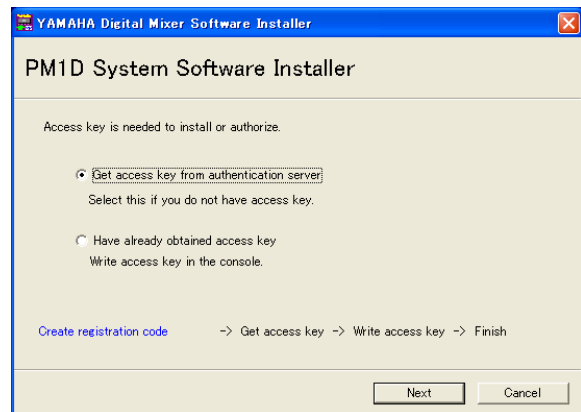 YAMAHA Digital Mixer Software Installer
PM1D System Software Installer
Access key is needed to install or authorize.
Get access key from authentication server
Select this if you do not have access key.
Have already obtained access key
Write access key in the console.
Create registration code -> Get access key -> Write access key -> Finish
Next Cancel